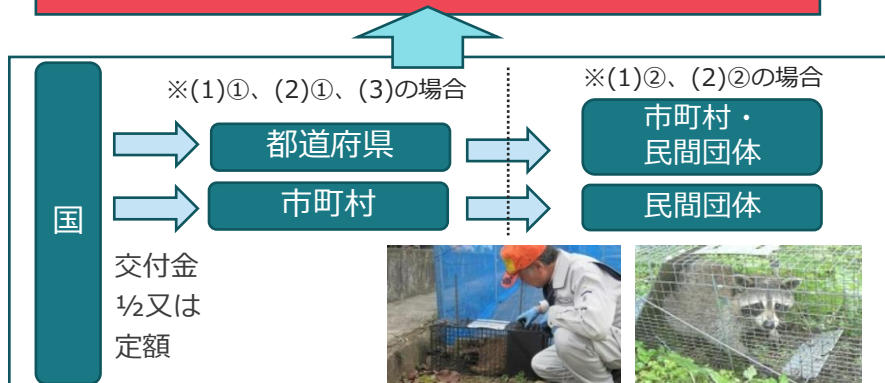 ※(1)①、(2)①、(3)の場合
※(1)②、(2)②の場合
国
都道府県
市町村・
民間団体
市町村
民間団体
交付金
½又は
定額